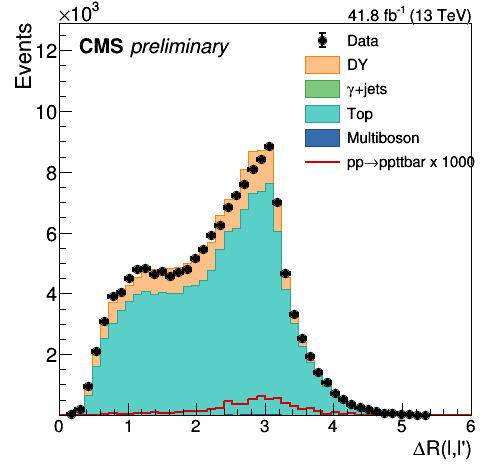 ×10³ 41.8 fb⁻¹ (13 TeV)
CMS preliminary
Data
DY
γ+jets
Top
Multiboson
pp→ppttbar x 1000
Events
12
10
8
6
4
2
0 1 2 3 4 5 6
ΔR(l,l')